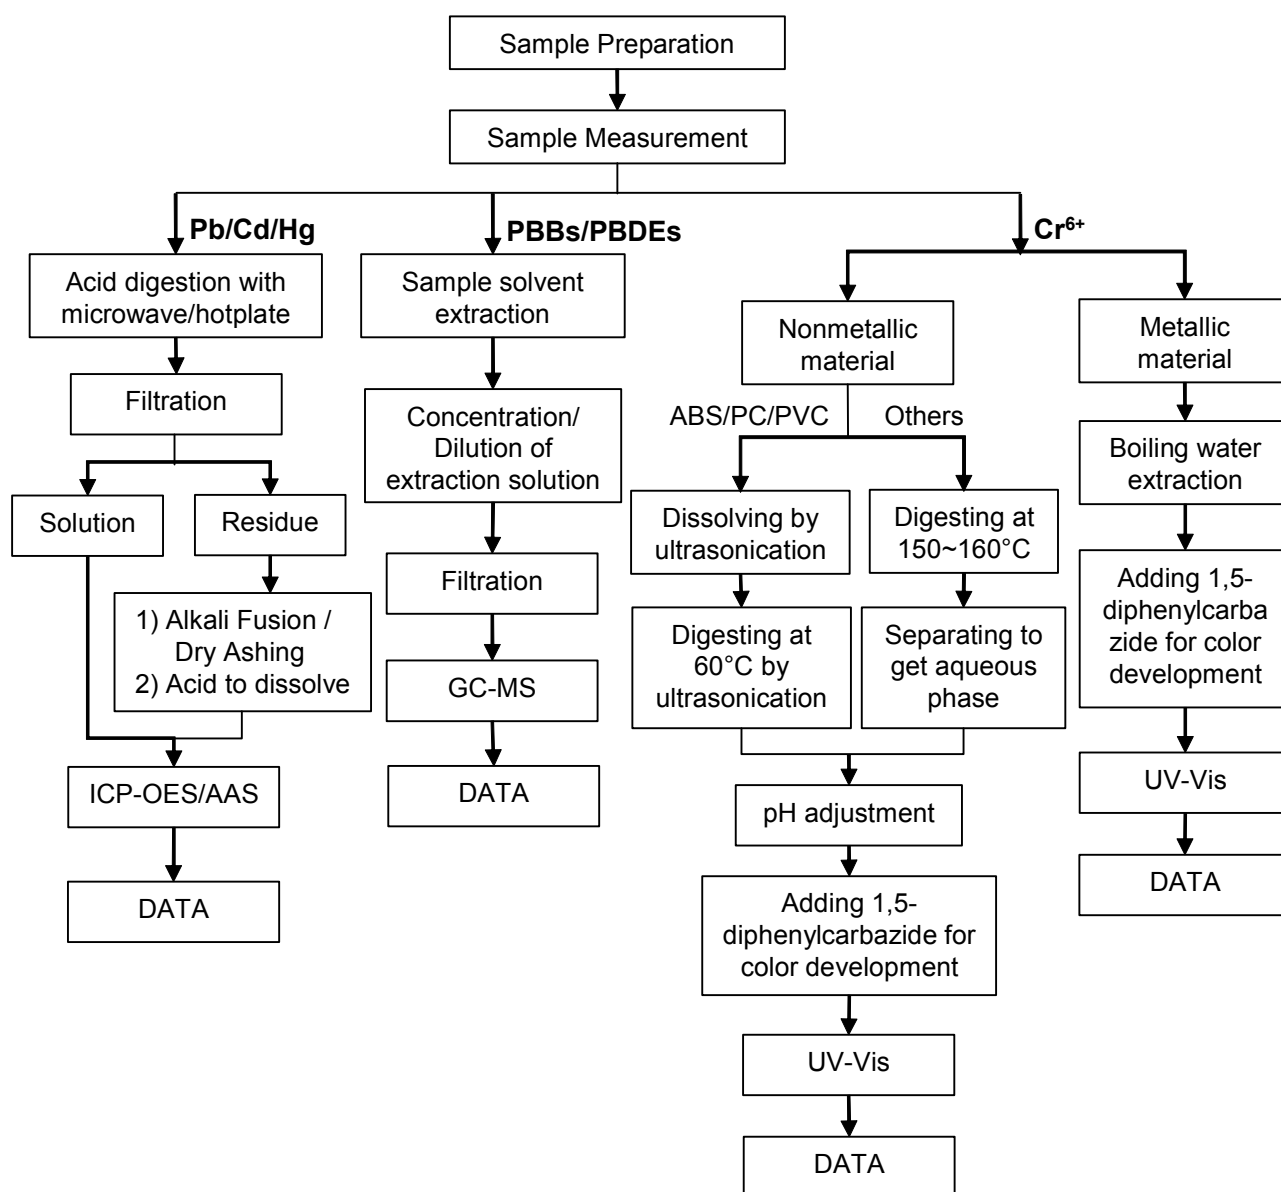 Sample Preparation
Sample Measurement
Pb/Cd/Hg
PBBs/PBDEs
Cr⁶⁺
Acid digestion with
microwave/hotplate
Filtration
Solution
Residue
1) Alkali Fusion /
Dry Ashing
2) Acid to dissolve
ICP-OES/AAS
DATA
Sample solvent
extraction
Concentration/
Dilution of
extraction solution
Filtration
GC-MS
DATA
Nonmetallic
material
ABS/PC/PVC
Others
Dissolving by
ultrasonication
Digesting at
60°C by
ultrasonication
Digesting at
150~160°C
Separating to
get aqueous
phase
pH adjustment
Adding 1,5-
diphenylcarbazide for
color development
UV-Vis
DATA
Metallic
material
Boiling water
extraction
Adding 1,5-
diphenylcarba
zide for color
development
UV-Vis
DATA